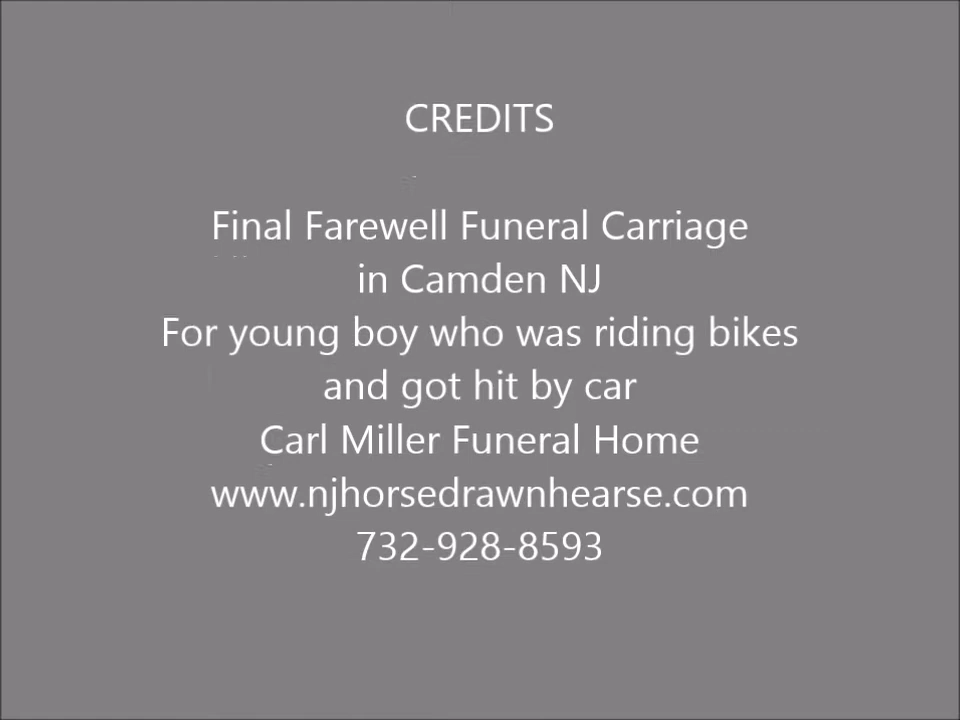 CREDITS
Final Farewell Funeral Carriage
in Camden NJ
For young boy who was riding bikes
and got hit by car
Carl Miller Funeral Home
www.njhorsedrawnhearse.com
732-928-8593